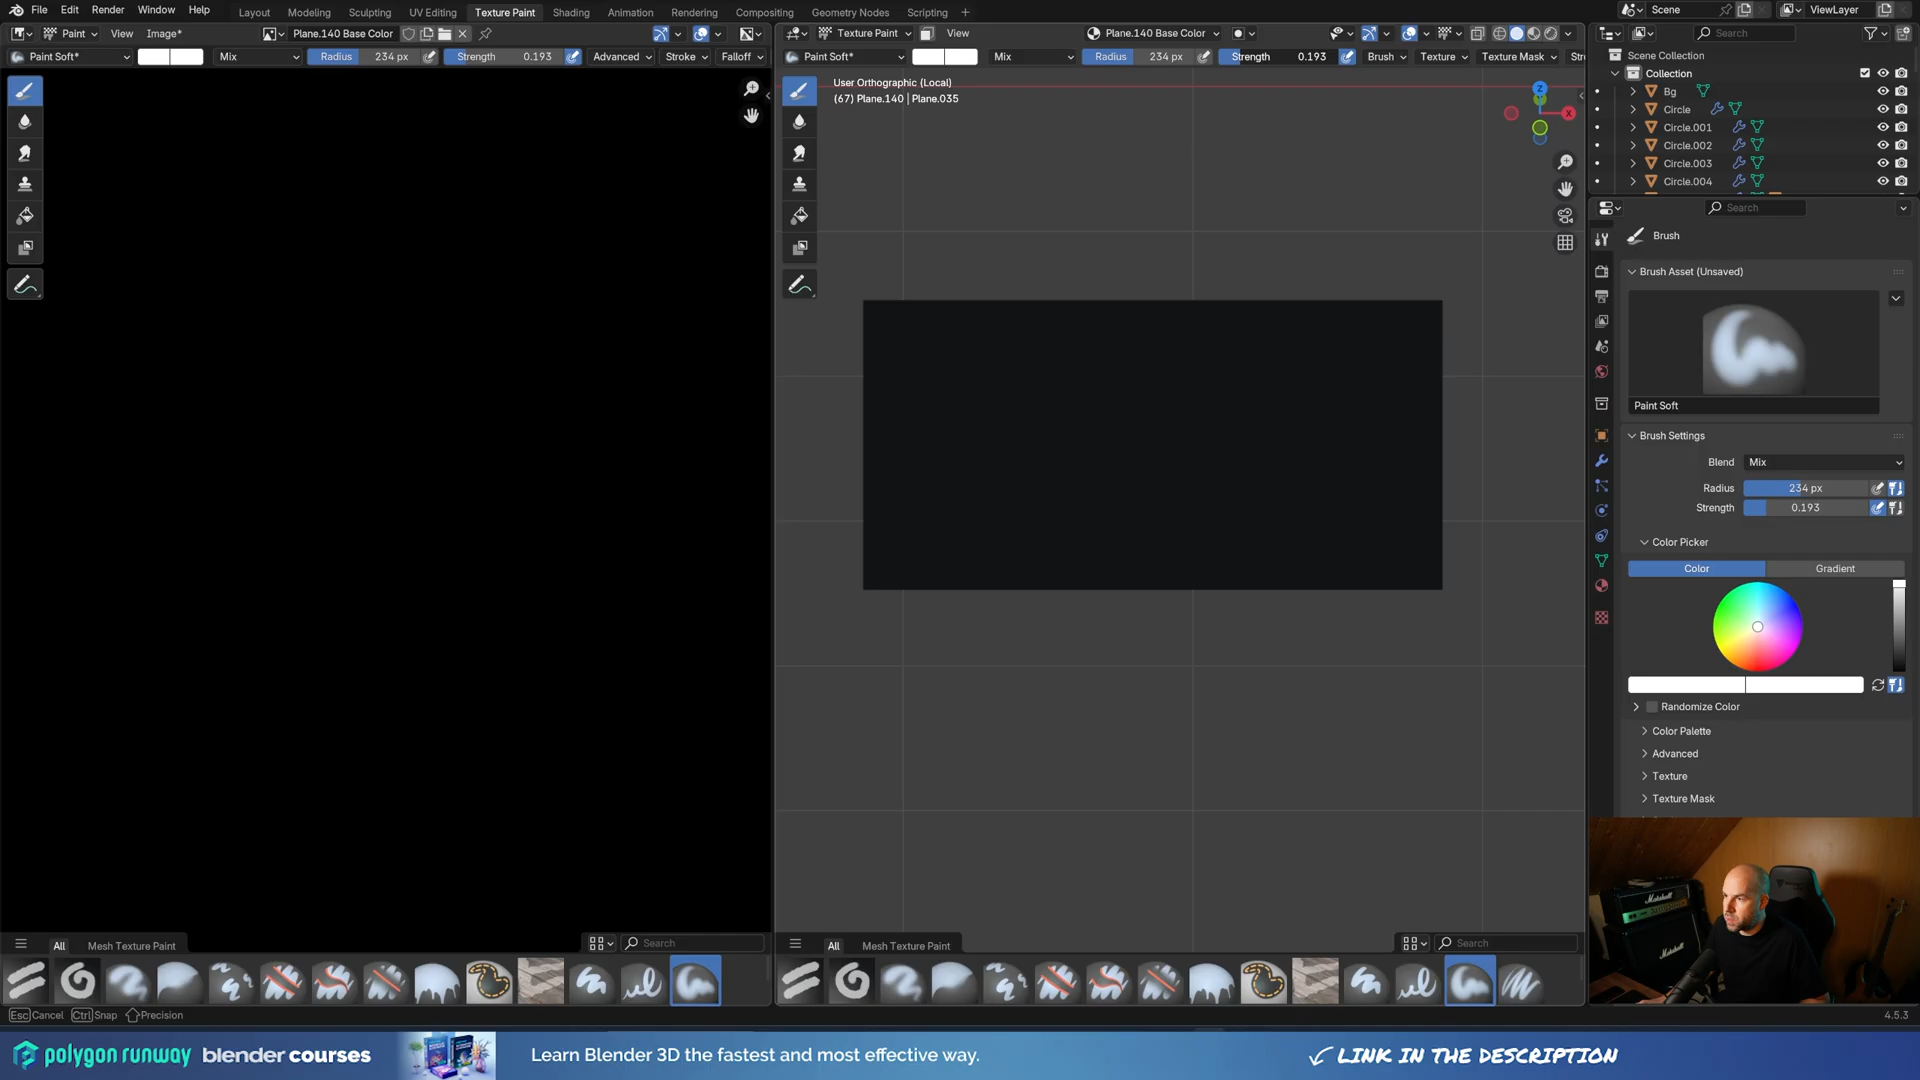 File Edit Render Window Help
Layout Modeling Sculpting UV Editing Texture Paint Shading Animation Rendering Compositing Geometry Nodes Scripting +
Scene
ViewLayer
Paint View Image* Plane.140 Base Color
Texture Paint View Plane.140 Base Color
Search
Paint Soft* Mix Radius 234 px Strength 0.193 Advanced Stroke Falloff
Paint Soft* Mix Radius 234 px Strength 0.193 Brush Texture Texture Mask Str
User Orthographic (Local)
(67) Plane.140 | Plane.035
Z
X
Scene Collection
Collection
Bg
Circle
Circle.001
Circle.002
Circle.003
Circle.004
Search
Brush
Brush Asset (Unsaved)
Paint Soft
Brush Settings
Blend Mix
Radius 234 px
Strength 0.193
Color Picker
Color Gradient
Randomize Color
Color Palette
Advanced
Texture
Texture Mask
Marshall
Marshall
All Mesh Texture Paint Search
All Mesh Texture Paint Search
Esc Cancel Ctrl Snap Precision
4.5.3
polygon runway blender courses
Learn Blender 3D the fastest and most effective way.
LINK IN THE DESCRIPTION